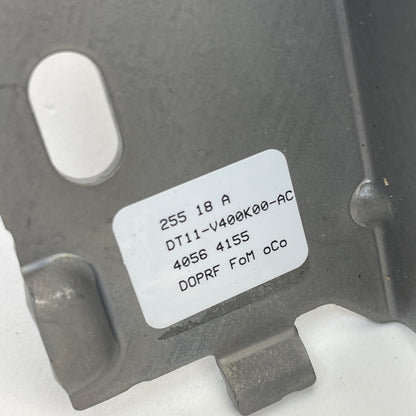 255 18 A
DT11-V400K00-AC
4056 4155
DOPRF FoM oCo